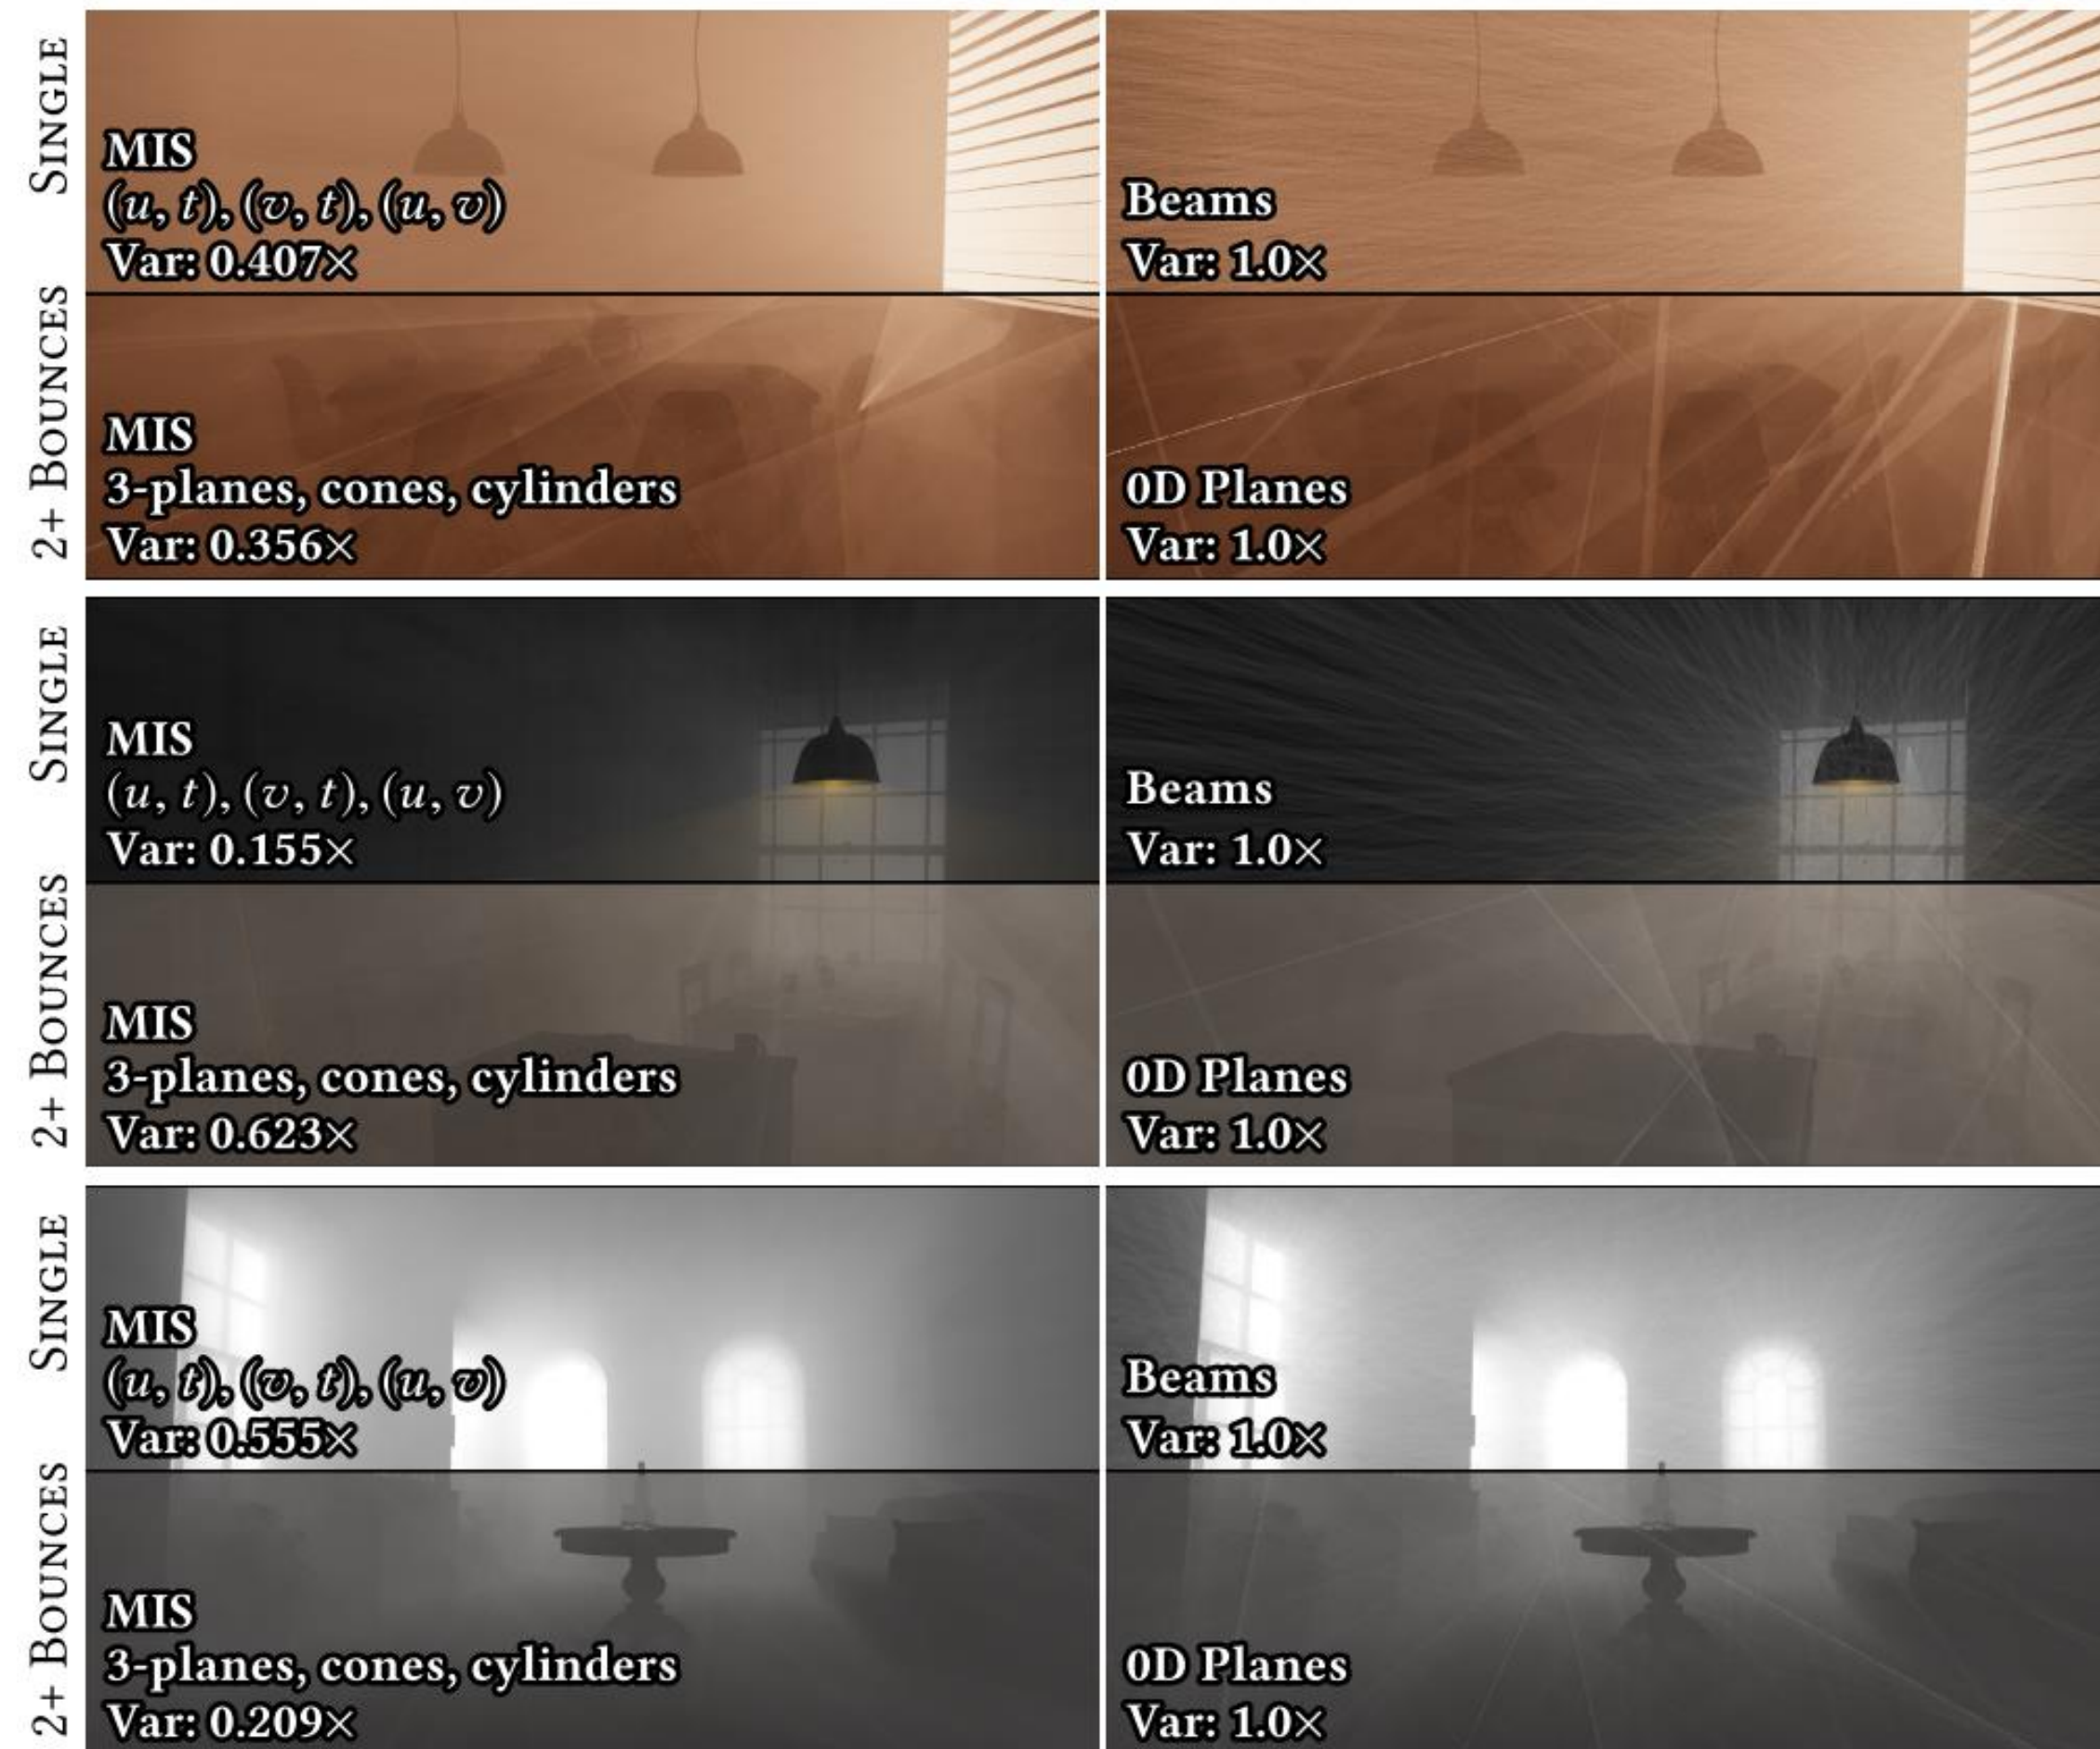 SINGLE
MIS
(u, t), (v, t), (u, v)
Var: 0.407×
Beams
Var: 1.0×
2+ BOUNCES
MIS
3-planes, cones, cylinders
Var: 0.356×
0D Planes
Var: 1.0×
SINGLE
MIS
(u, t), (v, t), (u, v)
Var: 0.155×
Beams
Var: 1.0×
2+ BOUNCES
MIS
3-planes, cones, cylinders
Var: 0.623×
0D Planes
Var: 1.0×
SINGLE
MIS
(u, t), (v, t), (u, v)
Var: 0.555×
Beams
Var: 1.0×
2+ BOUNCES
MIS
3-planes, cones, cylinders
Var: 0.209×
0D Planes
Var: 1.0×